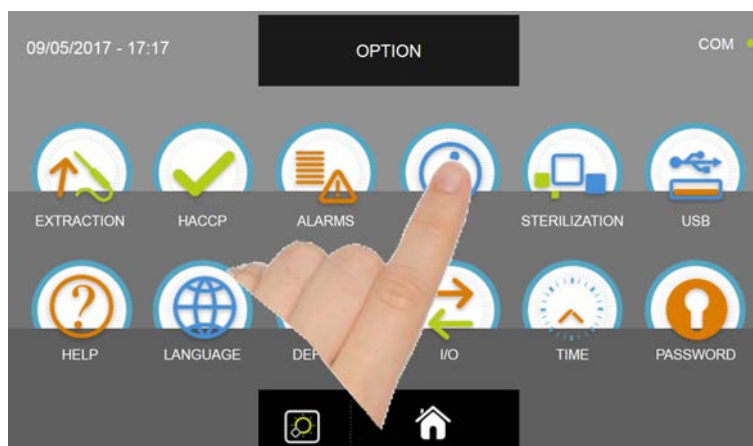 09/05/2017 - 17:17
OPTION
COM
EXTRACTION
HACCP
ALARMS
STERILIZATION
USB
HELP
LANGUAGE
I/O
TIME
PASSWORD